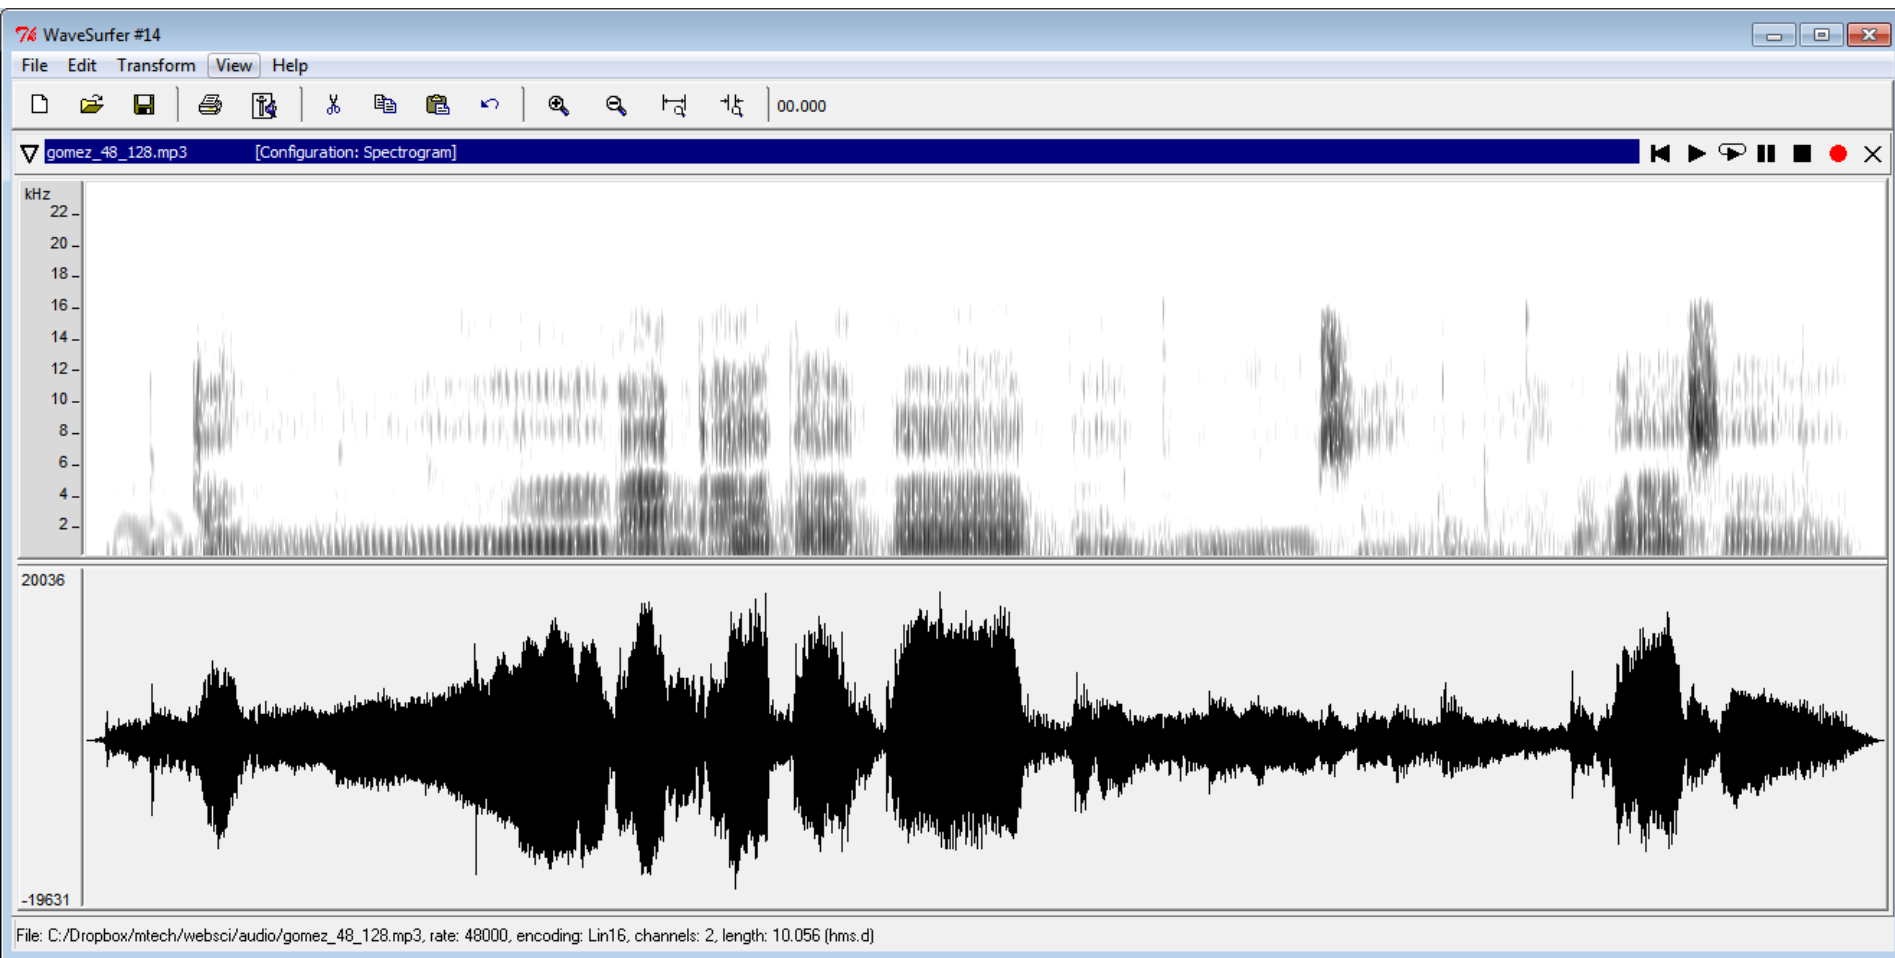 WaveSurfer #14
File Edit Transform View Help
00.000
gomez_48_128.mp3 [Configuration: Spectrogram]
kHz
22
20
18
16
14
12
10
8
6
4
2
20036
-19631
File: C:/Dropbox/mtech/websci/audio/gomez_48_128.mp3, rate: 48000, encoding: Lin16, channels: 2, length: 10.056 (hms.d)